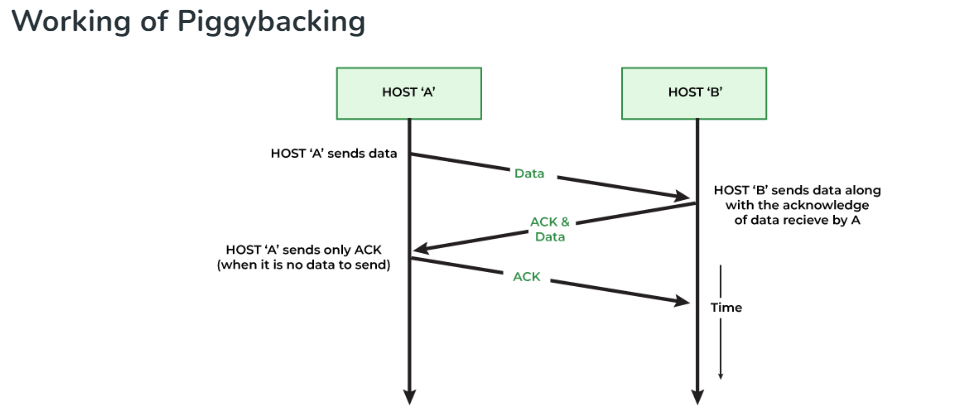 Working of Piggybacking
HOST ‘A’
HOST ‘B’
HOST ‘A’ sends data
Data
HOST ‘B’ sends data along
with the acknowledge
of data recieve by A
ACK &
Data
HOST ‘A’ sends only ACK
(when it is no data to send)
ACK
Time